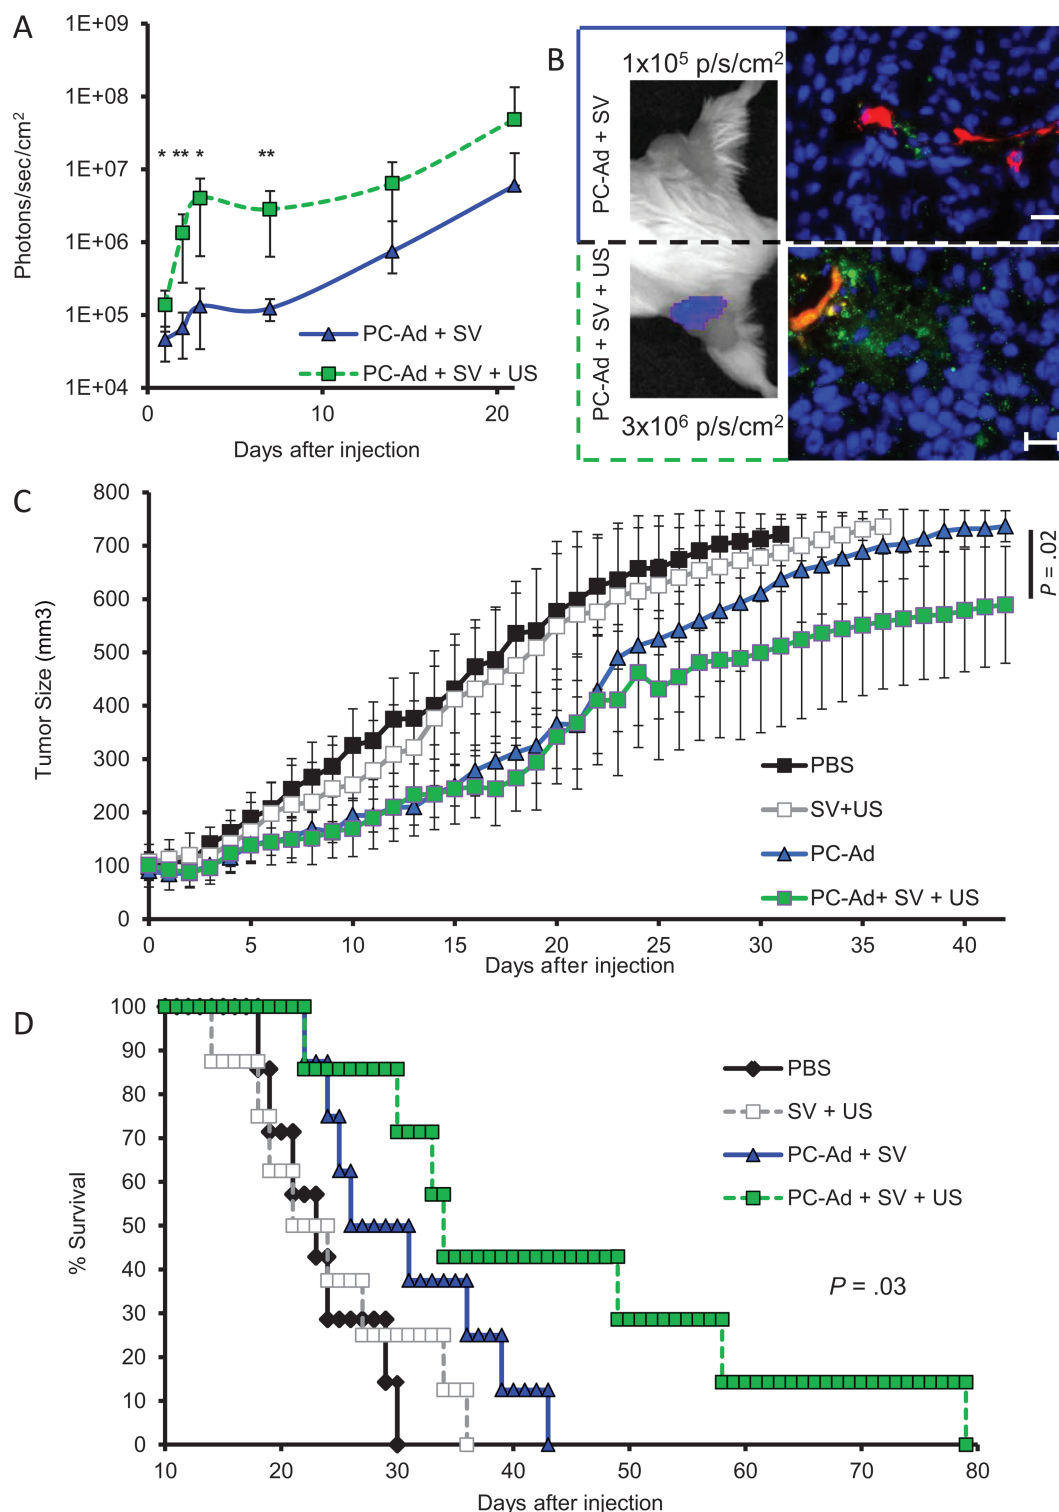 A
1E+09
1E+08
1E+07
1E+06
1E+05
1E+04
Photons/sec/cm2
* ** * **
PC-Ad + SV
PC-Ad + SV + US
0 10 20
Days after injection
B
PC-Ad + SV
PC-Ad + SV + US
1x10⁵ p/s/cm²
3x10⁶ p/s/cm²
C
800
700
600
500
400
300
200
100
0
Tumor Size (mm3)
P = .02
PBS
SV+US
PC-Ad
PC-Ad+ SV + US
0 5 10 15 20 25 30 35 40
Days after injection
D
100
90
80
70
60
50
40
30
20
10
0
% Survival
PBS
SV + US
PC-Ad + SV
PC-Ad + SV + US
P = .03
10 20 30 40 50 60 70 80
Days after injection